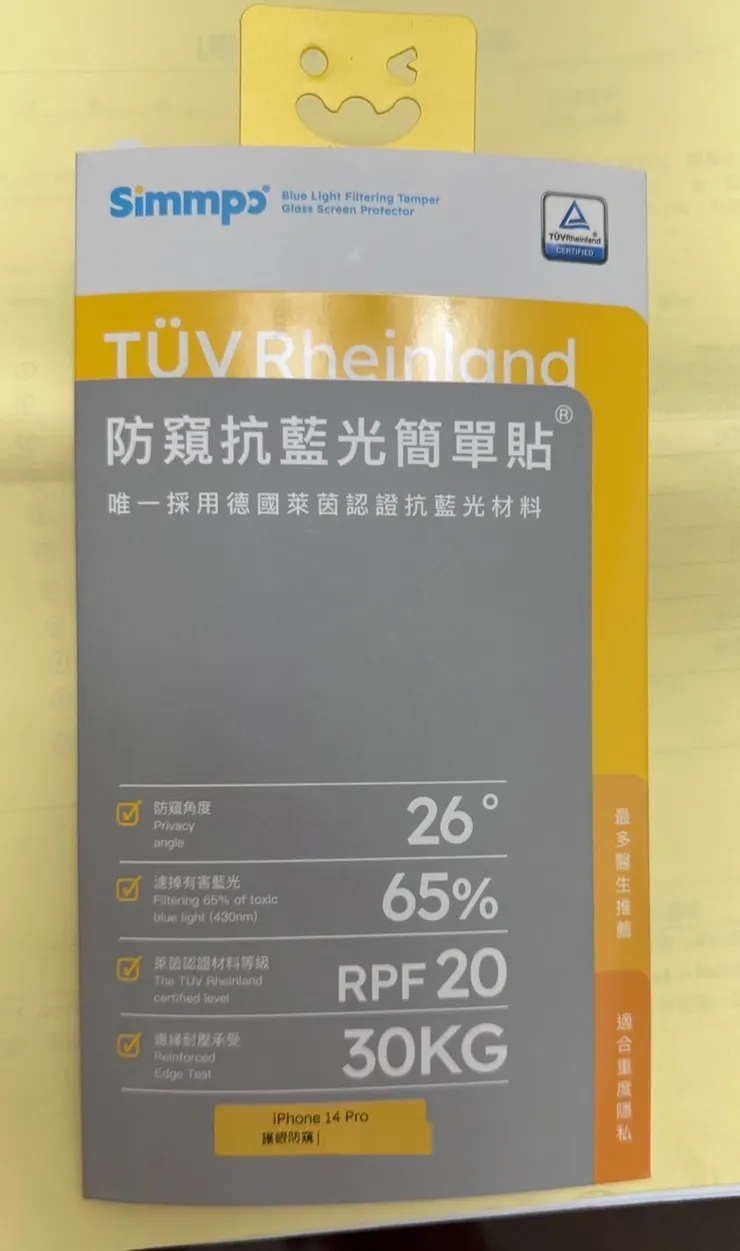 Simmpo®
Blue Light Filtering Temper
Glass Screen Protector
TÜVRheinland®
CERTIFIED
TÜV Rheinland
防窺抗藍光簡單貼®
唯一採用德國萊茵認證抗藍光材料
防窺角度
Privacy
angle
26°
濾掉有害藍光
Filtering 65% of toxic
blue light (430nm)
65%
萊茵認證材料等級
The TÜV Rheinland
certified level
RPF 20
邊緣耐壓承受
Reinforced
Edge Test
30KG
iPhone 14 Pro
護眼防窺
最多醫生推薦
適合重度隱私